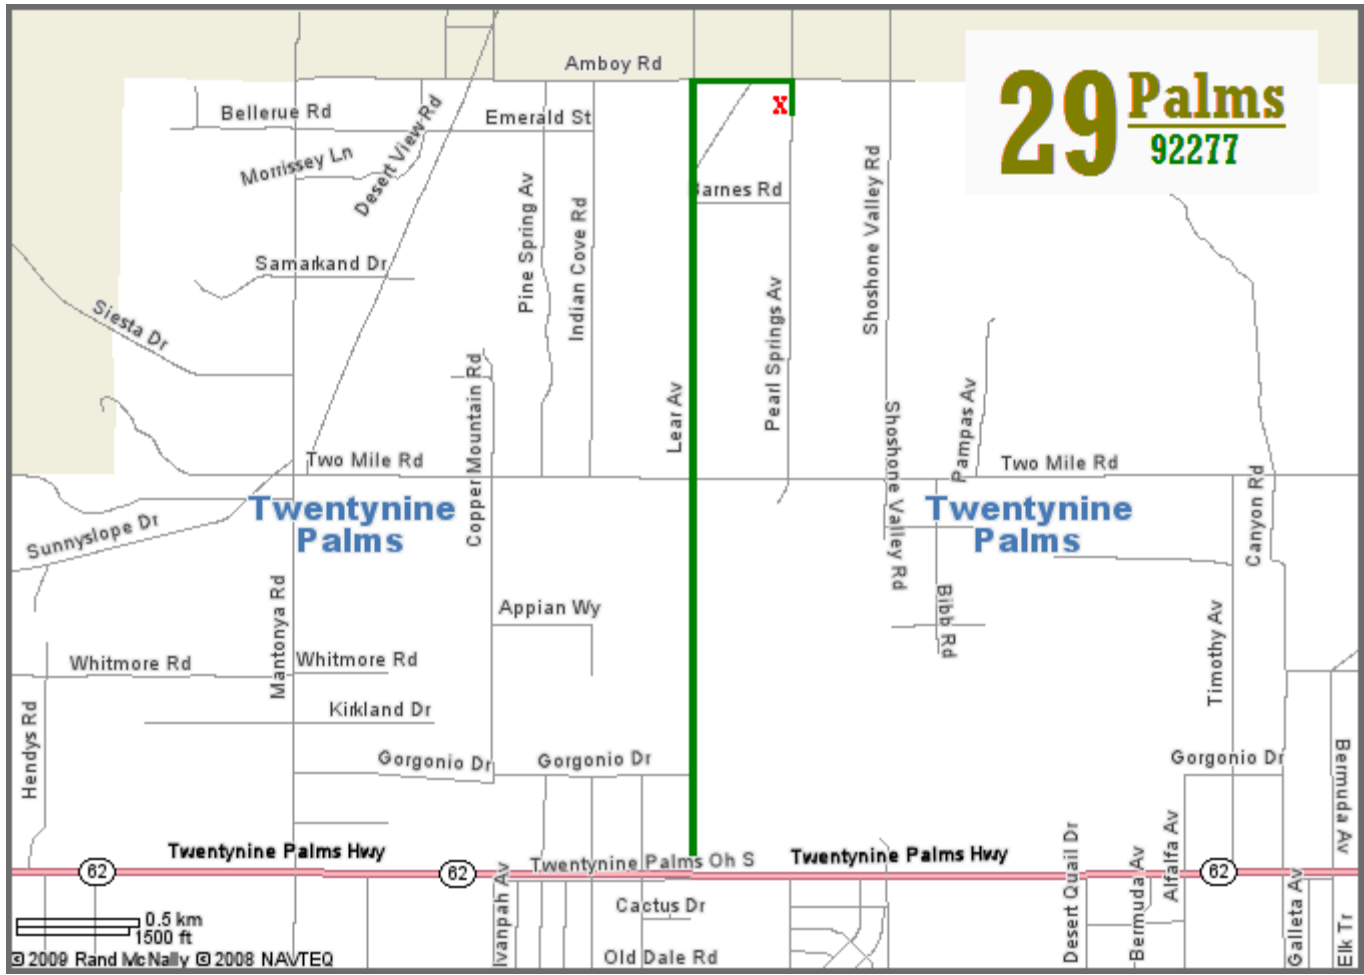 Amboy Rd
29 Palms
92277
X
Bellerue Rd
Emerald St
Desert View Rd
Morrissey Ln
Barnes Rd
Pine Spring Av
Indian Cove Rd
Shoshone Valley Rd
Samarkand Dr
Siesta Dr
Pearl Springs Av
Copper Mountain Rd
Lear Av
Pampas Av
Two Mile Rd
Two Mile Rd
Shoshone Valley Rd
Canyon Rd
Twentynine
Palms
Twentynine
Palms
Sunnyslope Dr
Mantonya Rd
Appian Wy
Bibb Rd
Timothy Av
Whitmore Rd
Whitmore Rd
Kirkland Dr
Hendys Rd
Gorgonio Dr
Gorgonio Dr
Gorgonio Dr
Bermuda Av
Twentynine Palms Hwy
Twentynine Palms Oh S
Twentynine Palms Hwy
62
62
62
Ivanpah Av
Desert Quail Dr
Bermuda Av
Alfalfa Av
Galleta Av
Elk Tr
Cactus Dr
Old Dale Rd
0.5 km
1500 ft
© 2009 Rand McNally © 2008 NAVTEQ